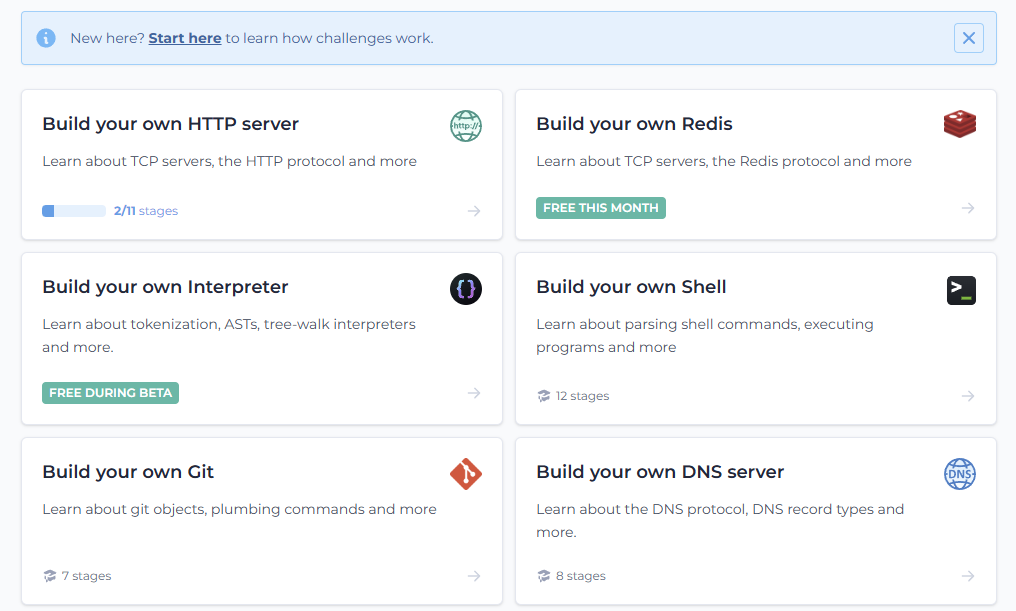 New here? Start here to learn how challenges work.
Build your own HTTP server
http://
Learn about TCP servers, the HTTP protocol and more
2/11 stages
Build your own Redis
Learn about TCP servers, the Redis protocol and more
FREE THIS MONTH
Build your own Interpreter
{}
Learn about tokenization, ASTs, tree-walk interpreters
and more.
FREE DURING BETA
Build your own Shell
>_
Learn about parsing shell commands, executing
programs and more
12 stages
Build your own Git
Learn about git objects, plumbing commands and more
7 stages
Build your own DNS server
DNS
Learn about the DNS protocol, DNS record types and
more.
8 stages